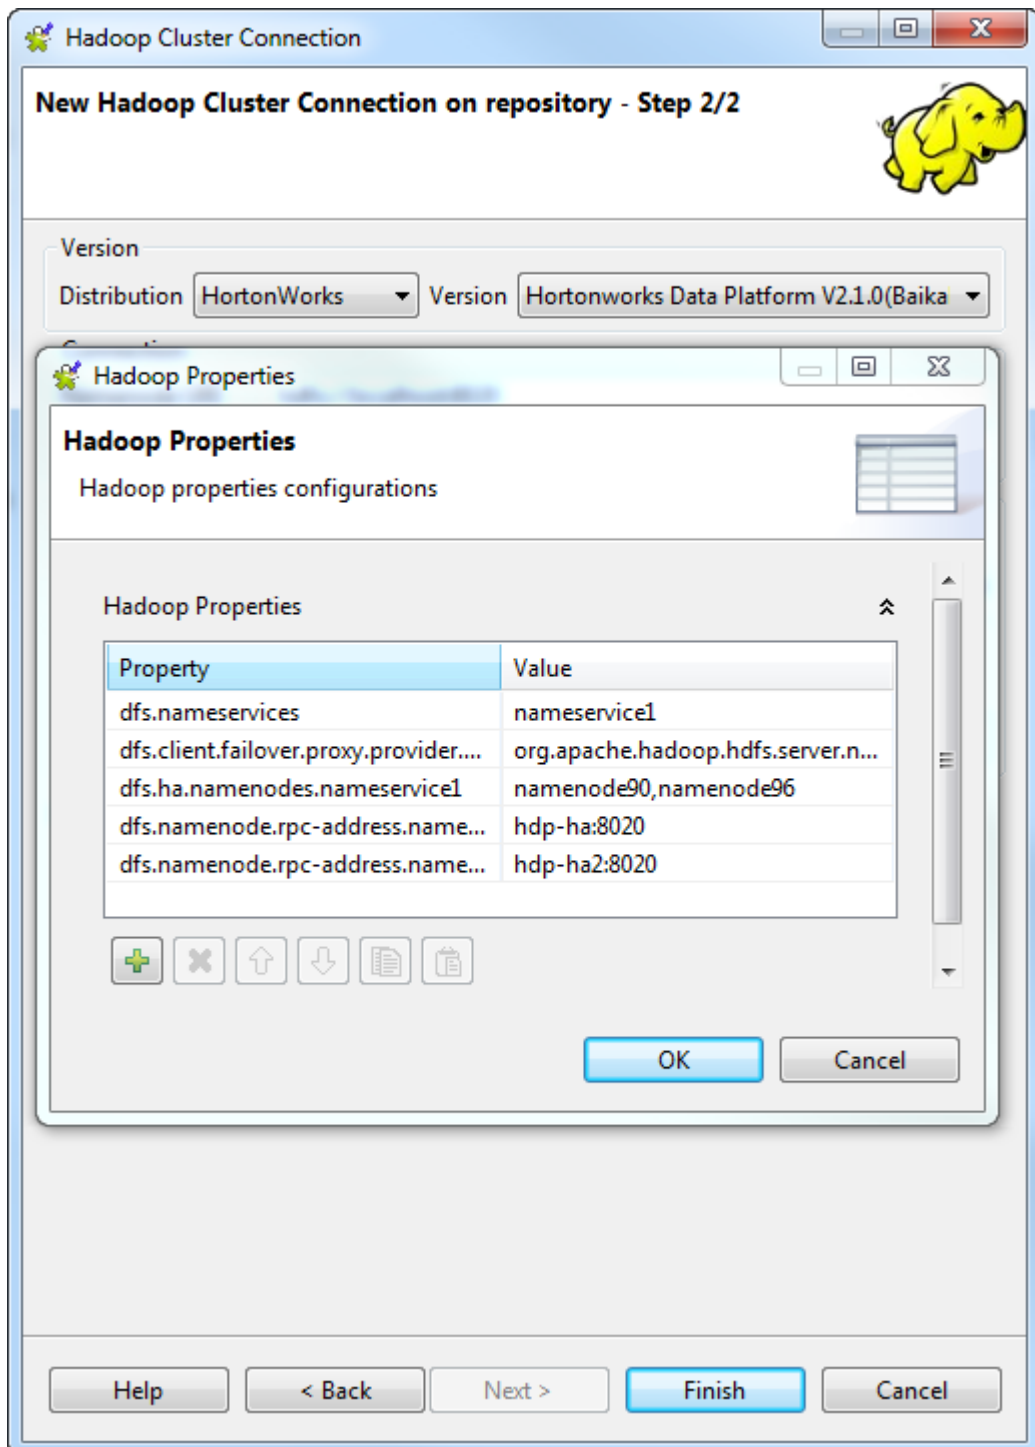 Hadoop Cluster Connection
New Hadoop Cluster Connection on repository - Step 2/2
Version
Distribution HortonWorks Version Hortonworks Data Platform V2.1.0(Baika
Hadoop Properties
Hadoop Properties
Hadoop properties configurations
Hadoop Properties
Property Value
dfs.nameservices nameservice1
dfs.client.failover.proxy.provider.... org.apache.hadoop.hdfs.server.n...
dfs.ha.namenodes.nameservice1 namenode90,namenode96
dfs.namenode.rpc-address.name... hdp-ha:8020
dfs.namenode.rpc-address.name... hdp-ha2:8020
OK Cancel
Help < Back Next > Finish Cancel